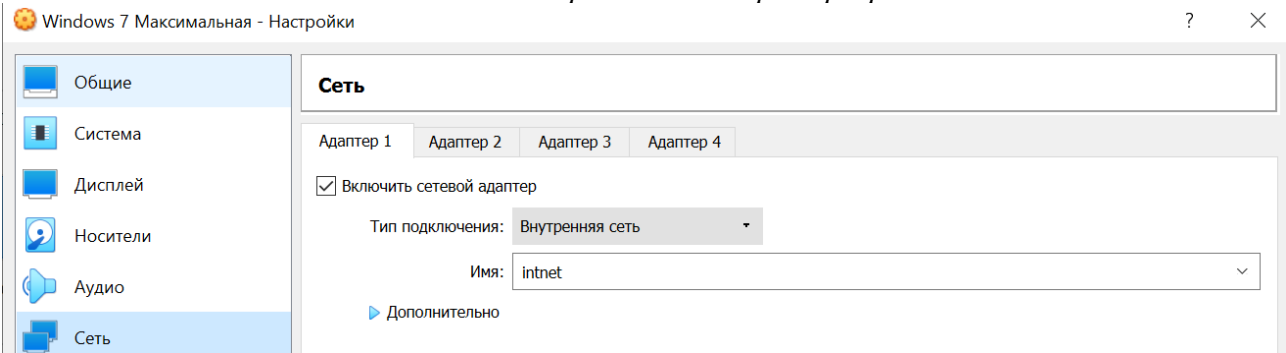 Windows 7 Максимальная - Настройки
?
Общие
Система
Дисплей
Носители
Аудио
Сеть
Сеть
Адаптер 1 Адаптер 2 Адаптер 3 Адаптер 4
Включить сетевой адаптер
Тип подключения: Внутренняя сеть
Имя: intnet
Дополнительно